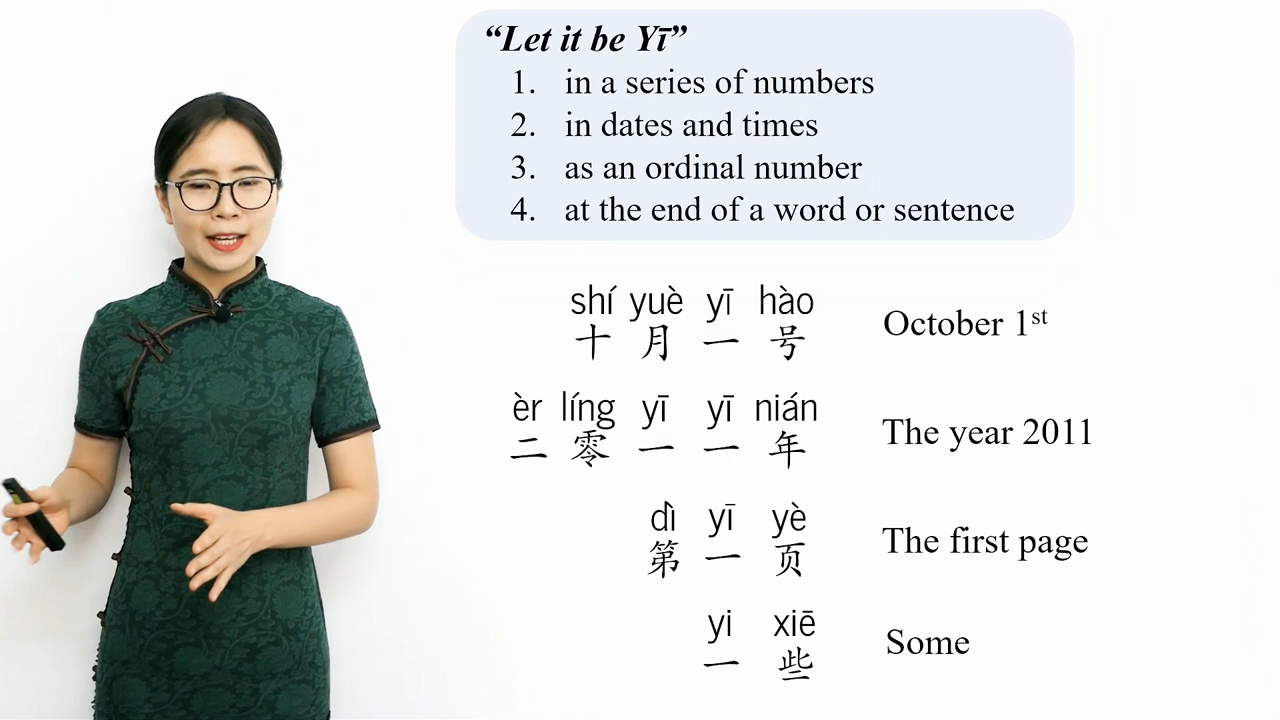 “Let it be Yī”
1. in a series of numbers
2. in dates and times
3. as an ordinal number
4. at the end of a word or sentence
shí yuè yī hào
十 月 一 号
October 1st
èr líng yī yī nián
二 零 一 一 年
The year 2011
dì yī yè
第 一 页
The first page
yi xiē
一 些
Some